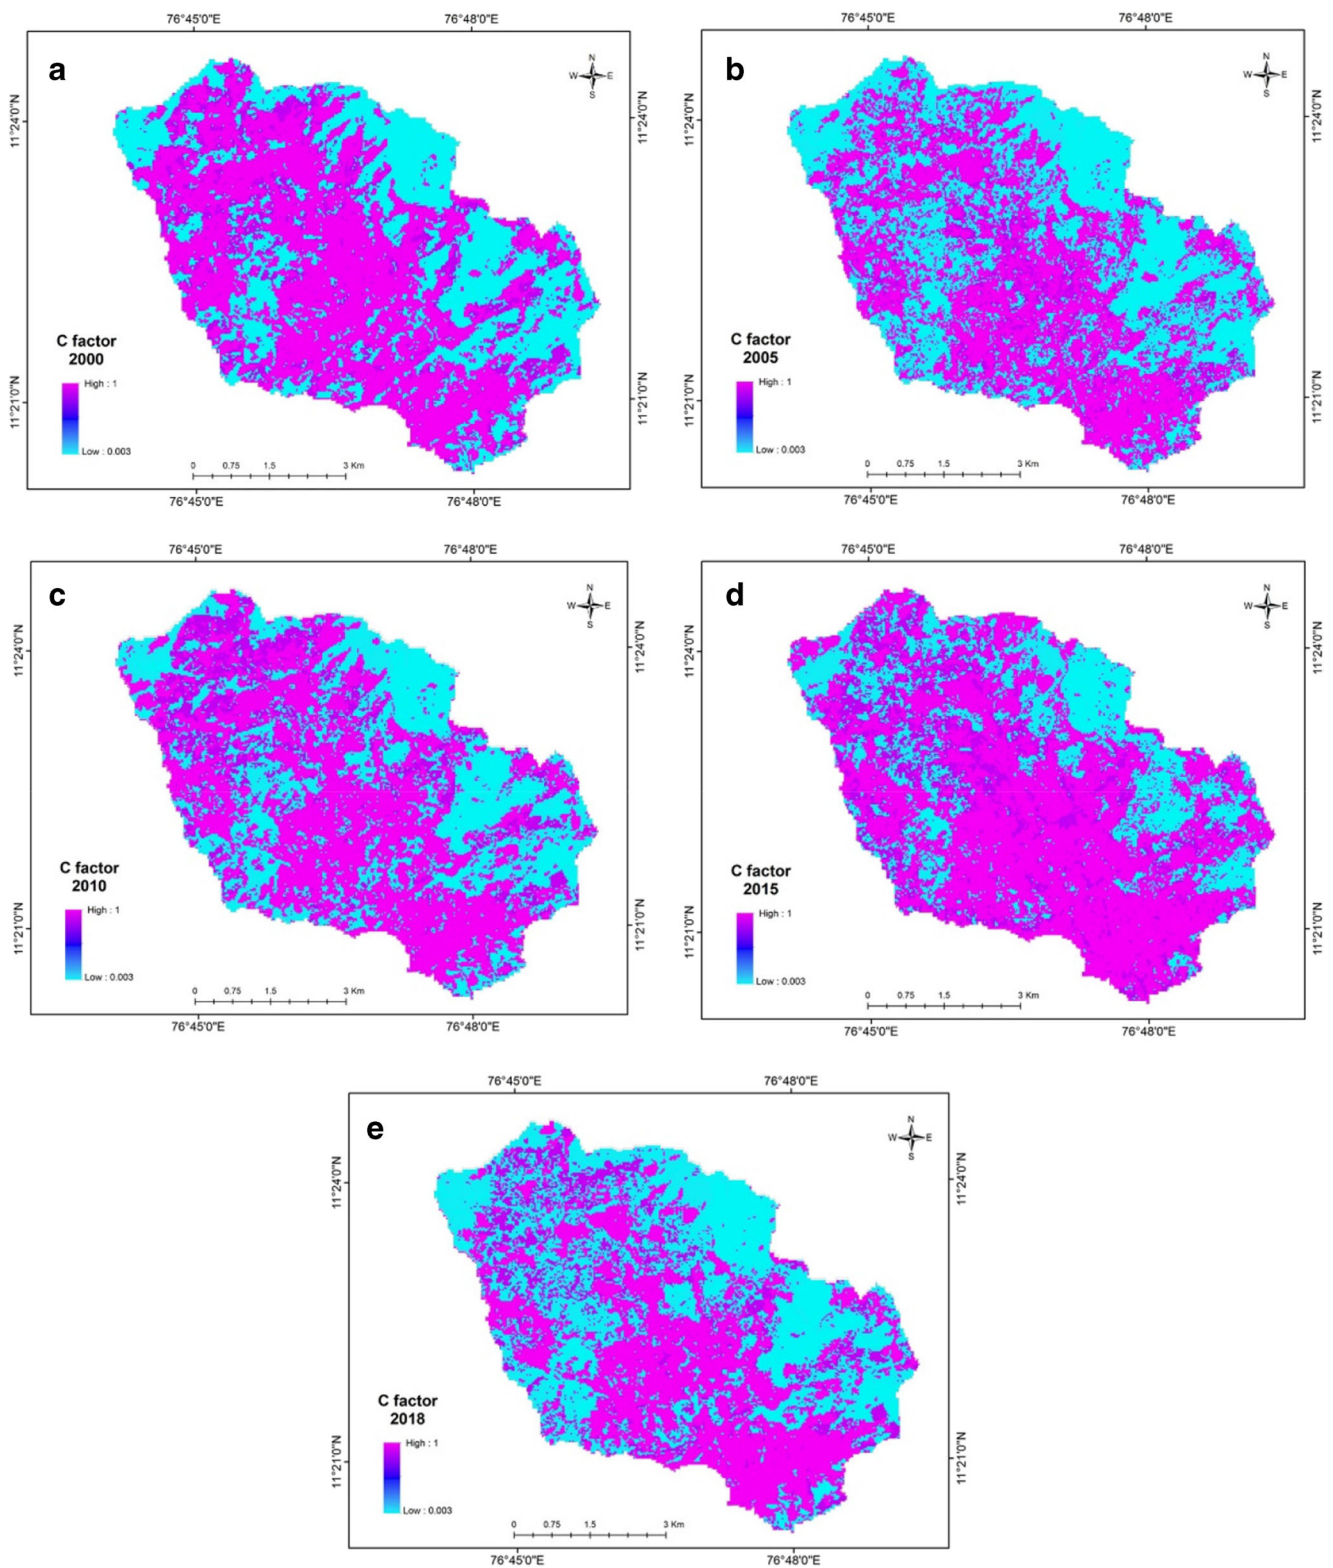 76°45'0"E 76°48'0"E
a
N
W E
S
11°24'0"N 11°24'0"N
C factor
2000
High : 1
Low : 0.003
11°21'0"N 11°21'0"N
0 0.75 1.5 3 Km
76°45'0"E 76°48'0"E
76°45'0"E 76°48'0"E
b
N
W E
S
11°24'0"N 11°24'0"N
C factor
2005
High : 1
Low : 0.003
11°21'0"N 11°21'0"N
0 0.75 1.5 3 Km
76°45'0"E 76°48'0"E
76°45'0"E 76°48'0"E
c
N
W E
S
11°24'0"N 11°24'0"N
C factor
2010
High : 1
Low : 0.003
11°21'0"N 11°21'0"N
0 0.75 1.5 3 Km
76°45'0"E 76°48'0"E
76°45'0"E 76°48'0"E
d
N
W E
S
11°24'0"N 11°24'0"N
C factor
2015
High : 1
Low : 0.003
11°21'0"N 11°21'0"N
0 0.75 1.5 3 Km
76°45'0"E 76°48'0"E
76°45'0"E 76°48'0"E
e
N
W E
S
11°24'0"N 11°24'0"N
C factor
2018
High : 1
Low : 0.003
11°21'0"N 11°21'0"N
0 0.75 1.5 3 Km
76°45'0"E 76°48'0"E